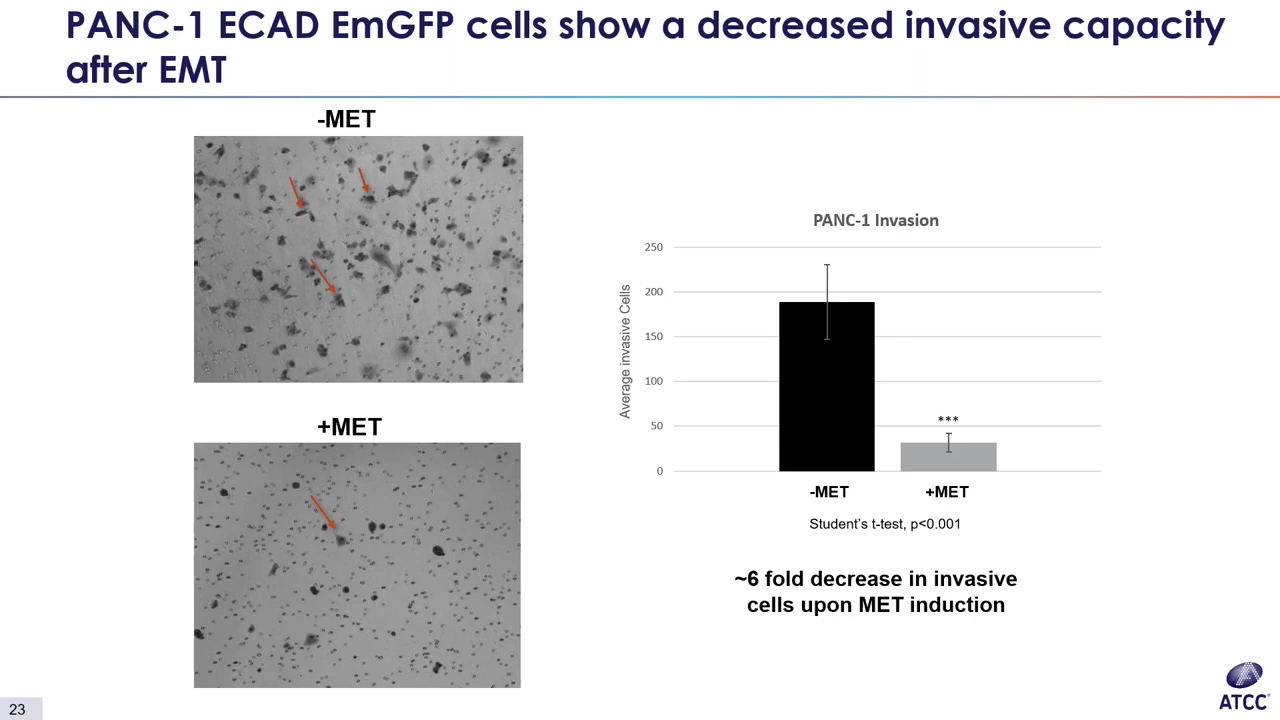 PANC-1 ECAD EmGFP cells show a decreased invasive capacity
after EMT
-MET
+MET
PANC-1 Invasion
Average invasive Cells
250
200
150
100
50
0
***
-MET
+MET
Student’s t-test, p<0.001
~6 fold decrease in invasive
cells upon MET induction
ATCC
23